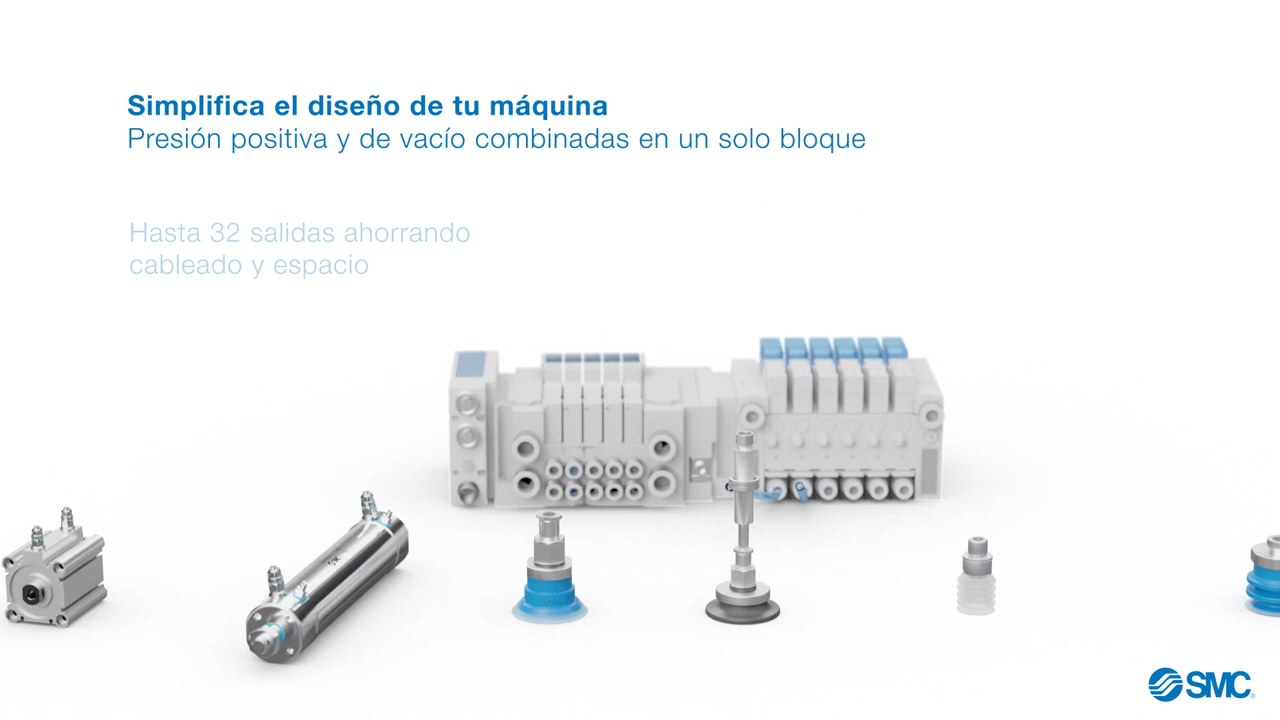 Simplifica el diseño de tu máquina
Presión positiva y de vacío combinadas en un solo bloque
Hasta 32 salidas ahorrando
cableado y espacio
SMC